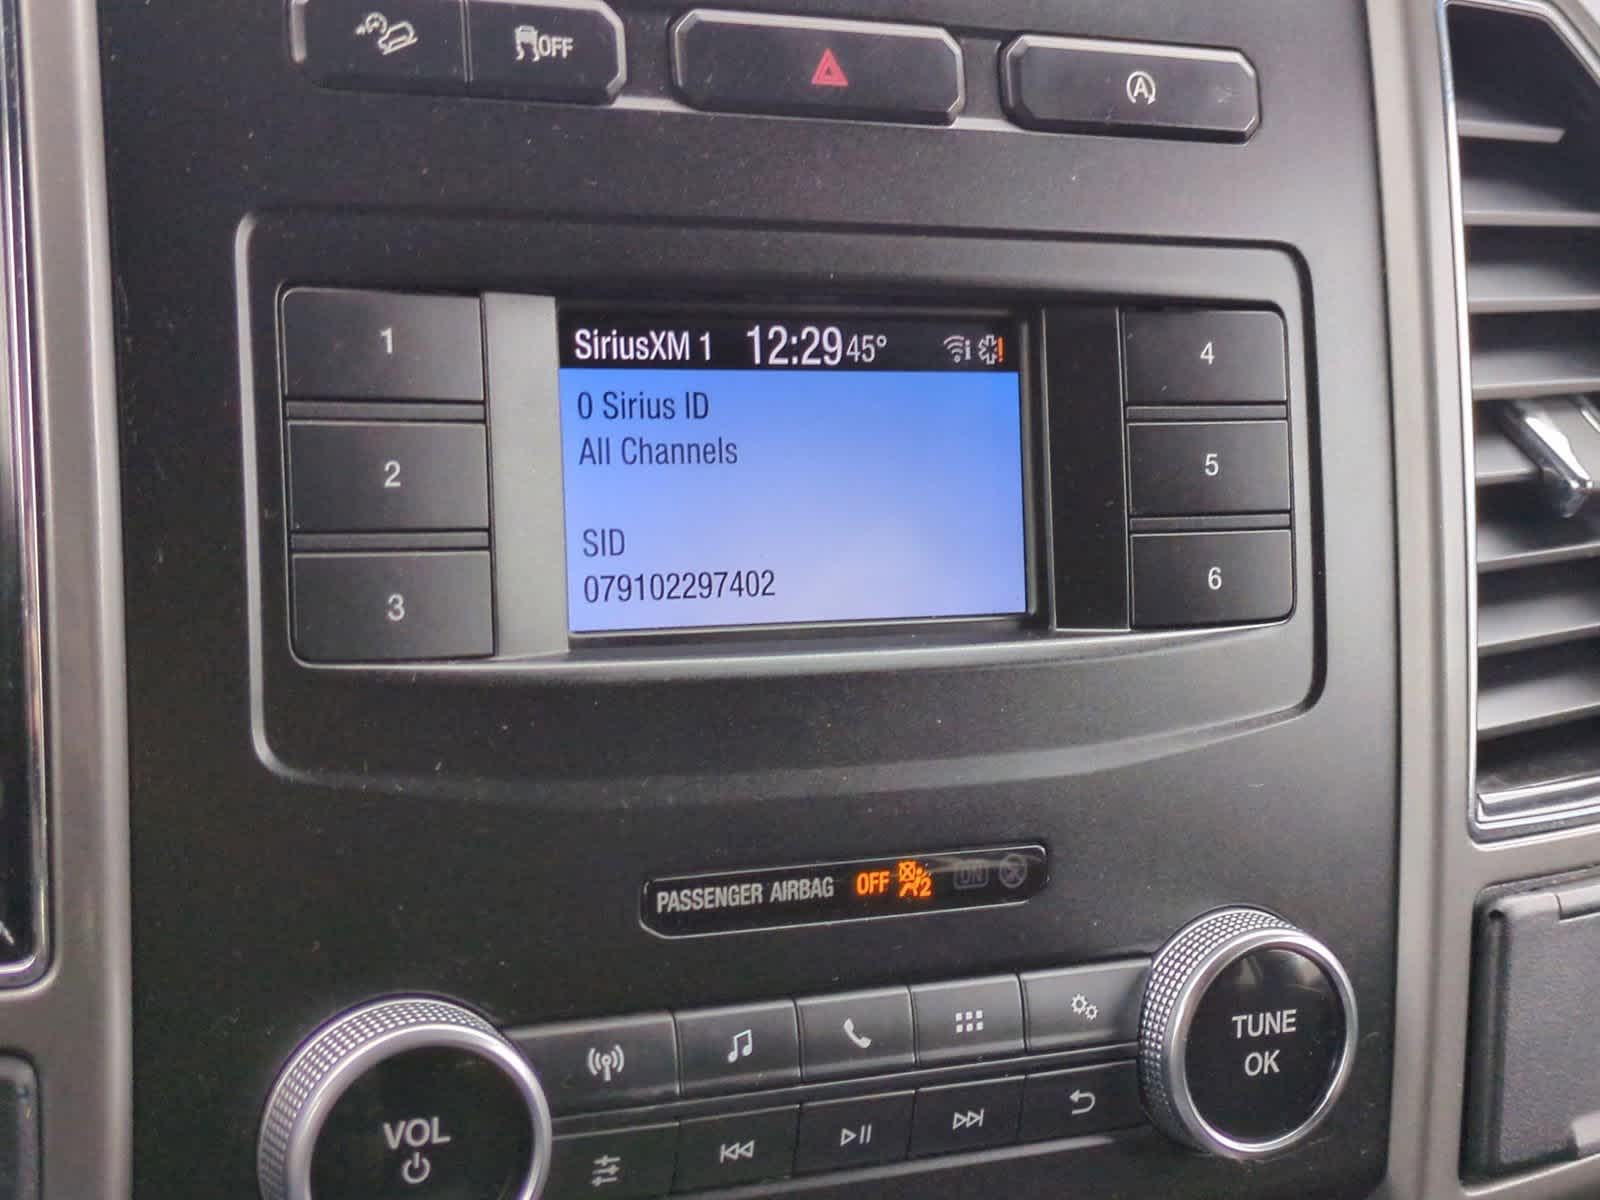 OFF
A
1
2
3
SiriusXM 1 12:29 45°
0 Sirius ID
All Channels
SID
079102297402
4
5
6
PASSENGER AIRBAG OFF 2 ON
TUNE
OK
VOL